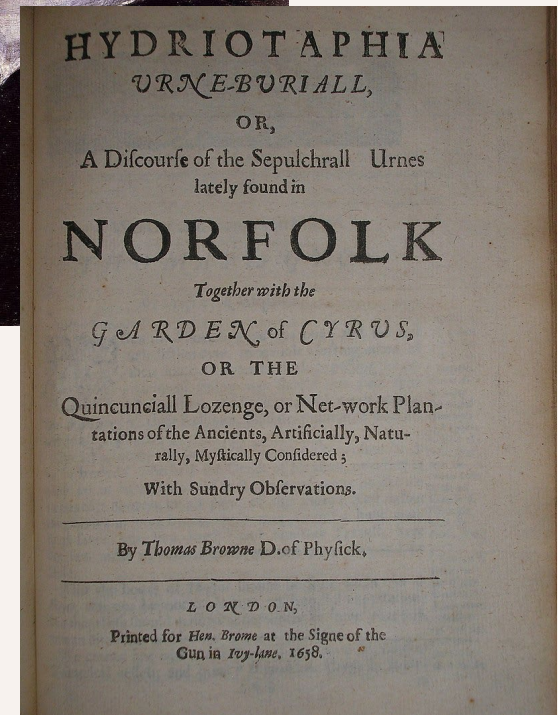 HYDRIOTAPHIA
URNE-BURIALL,
OR,
A Diſcourſe of the Sepulchrall Urnes
lately found in
NORFOLK
Together with the
GARDEN of CYRUS,
OR THE
Quincunciall Lozenge, or Net-work Plan-
tations of the Ancients, Artificially, Natu-
rally, Myſtically Conſidered;
With Sundry Obſervations.
By Thomas Browne D.of Phyſick,
LONDON,
Printed for Hen. Brome at the Signe of the
Gun in Ivy-lane. 1658.